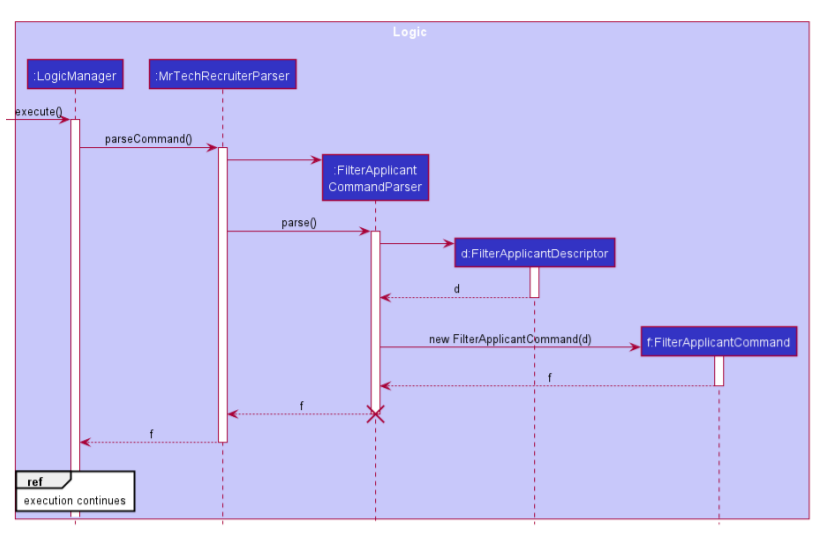 Logic
:LogicManager
:MrTechRecruiterParser
execute()
parseCommand()
:FilterApplicant
CommandParser
parse()
d:FilterApplicantDescriptor
d
new FilterApplicantCommand(d)
f:FilterApplicantCommand
f
f
f
ref
execution continues